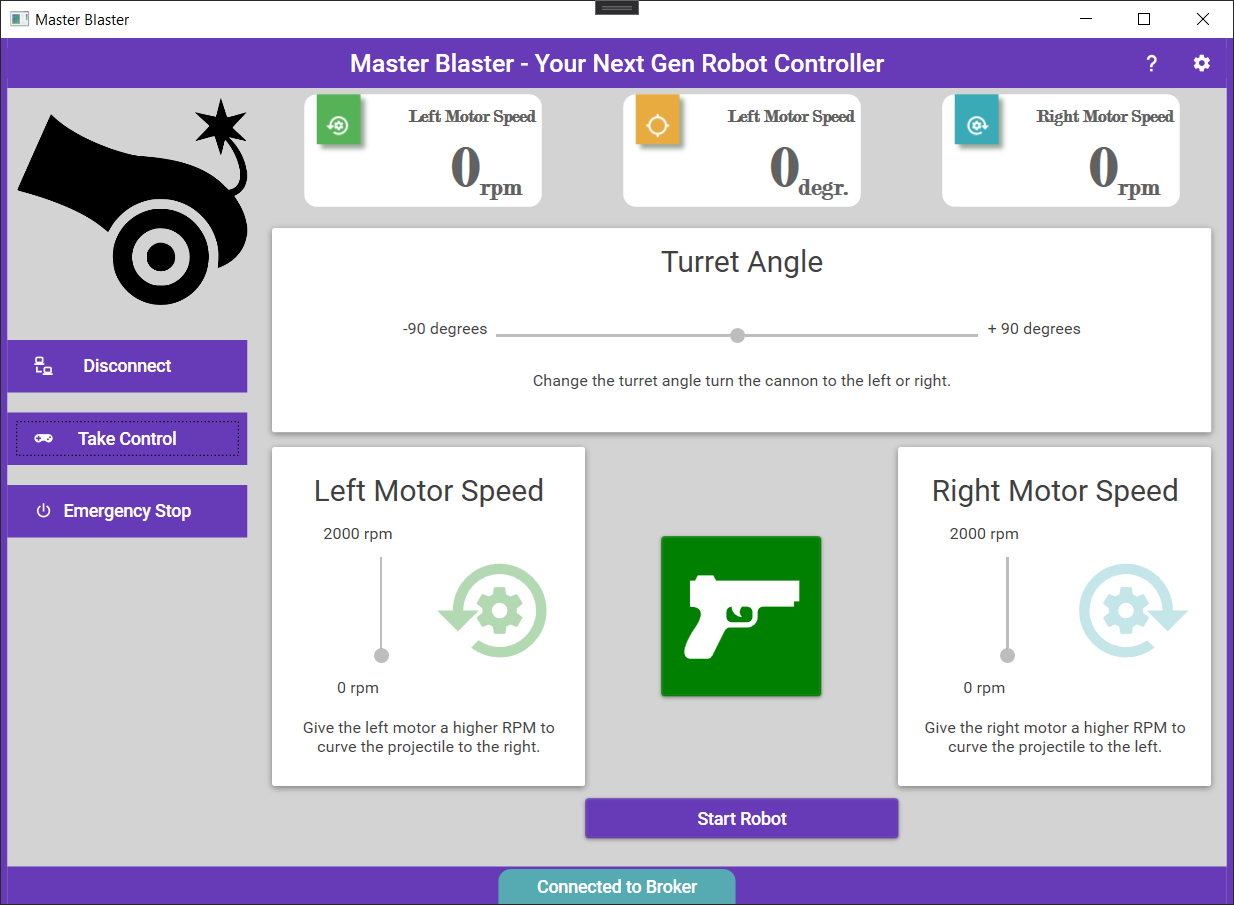 Master Blaster
Master Blaster - Your Next Gen Robot Controller
?
Left Motor Speed
0rpm
Left Motor Speed
0degr.
Right Motor Speed
0rpm
Turret Angle
-90 degrees
+ 90 degrees
Change the turret angle turn the cannon to the left or right.
Disconnect
Take Control
Emergency Stop
Left Motor Speed
2000 rpm
0 rpm
Give the left motor a higher RPM to
curve the projectile to the right.
Right Motor Speed
2000 rpm
0 rpm
Give the right motor a higher RPM to
curve the projectile to the left.
Start Robot
Connected to Broker